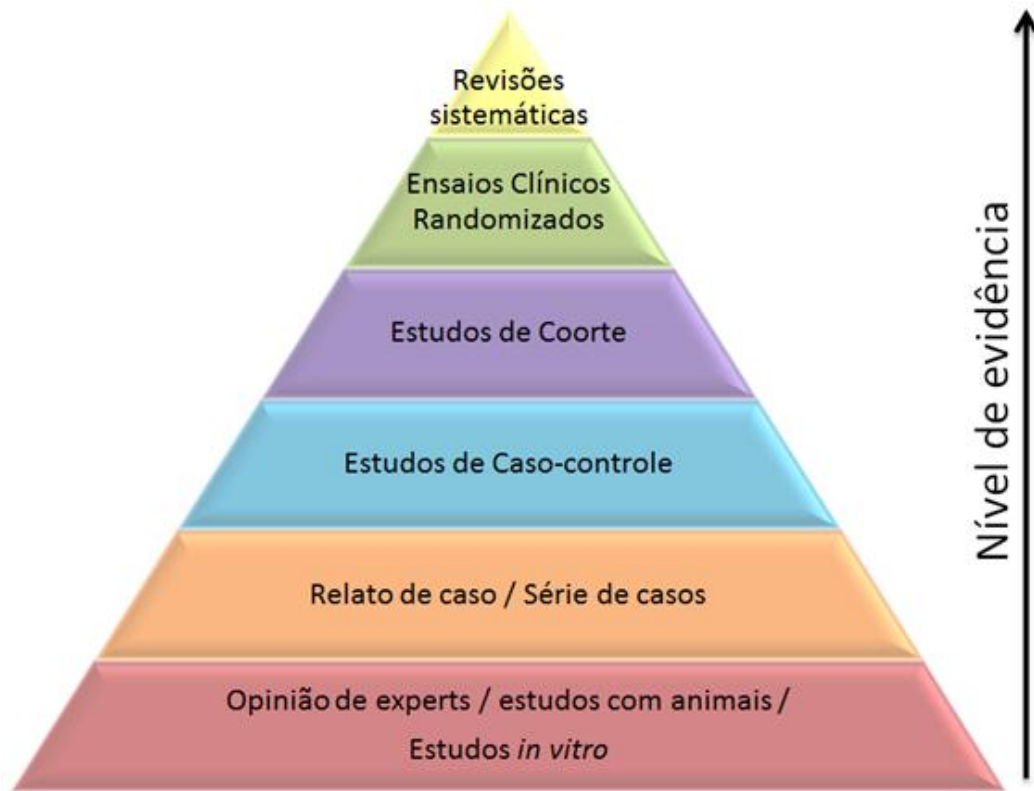 Revisões
sistemáticas
Ensaios Clínicos
Randomizados
Estudos de Coorte
Estudos de Caso-controle
Relato de caso / Série de casos
Opinião de experts / estudos com animais /
Estudos in vitro
Nível de evidência